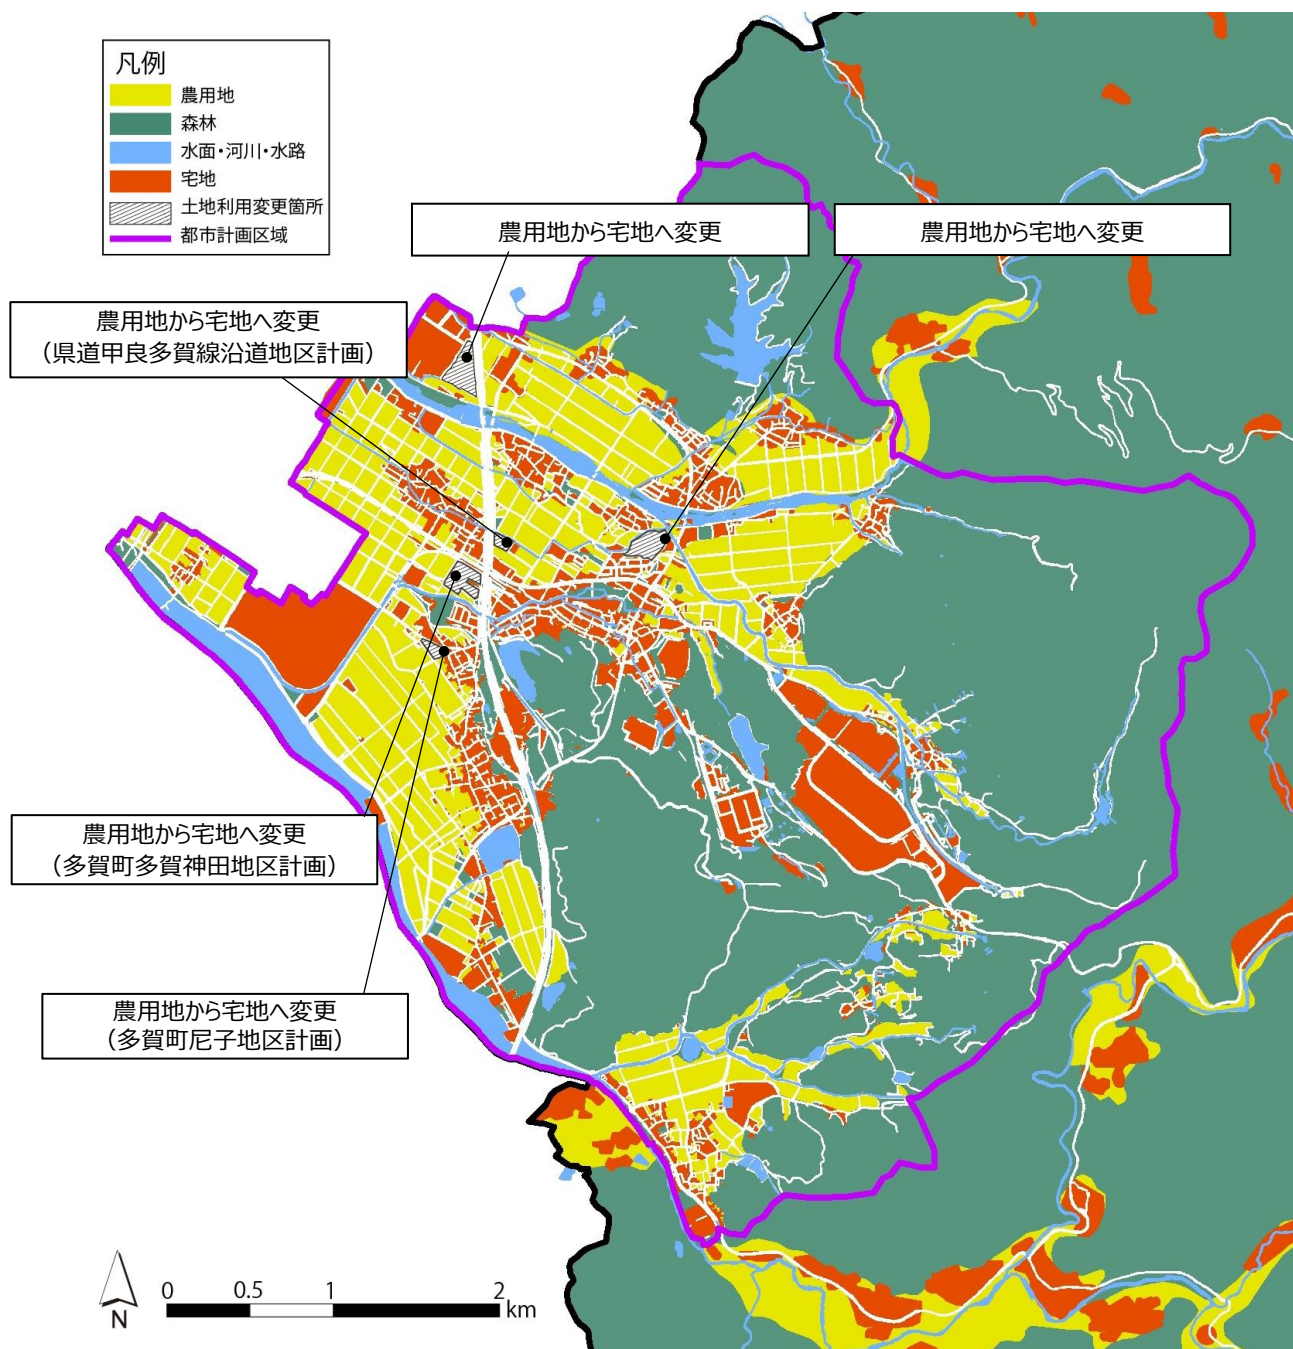 凡例
農用地
森林
水面・河川・水路
宅地
土地利用変更箇所
都市計画区域
農用地から宅地へ変更
農用地から宅地へ変更
農用地から宅地へ変更
（県道甲良多賀線沿道地区計画）
農用地から宅地へ変更
（多賀町多賀神田地区計画）
農用地から宅地へ変更
（多賀町尼子地区計画）
N
0 0.5 1 2
km